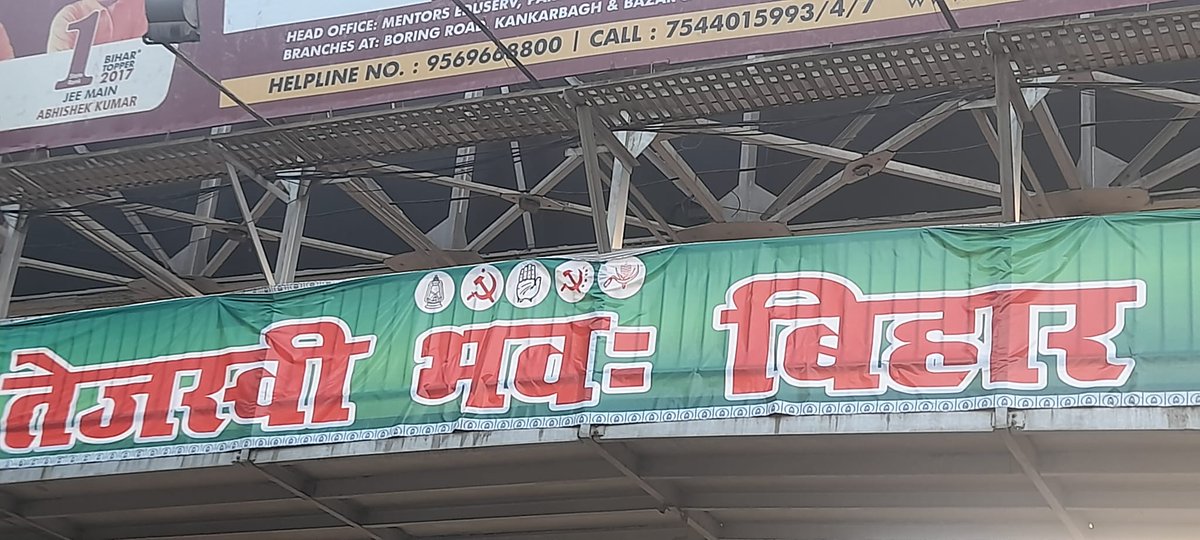 HEAD OFFICE: MENTORS EDUSERV,
BRANCHES AT: BORING ROAD, KANKARBAGH &
HELPLINE NO. : 9569668800 | CALL : 7544015993/4/7
1
BIHAR
TOPPER
2017
JEE MAIN
ABHISHEK KUMAR
तेजस्वी भव: बिहार